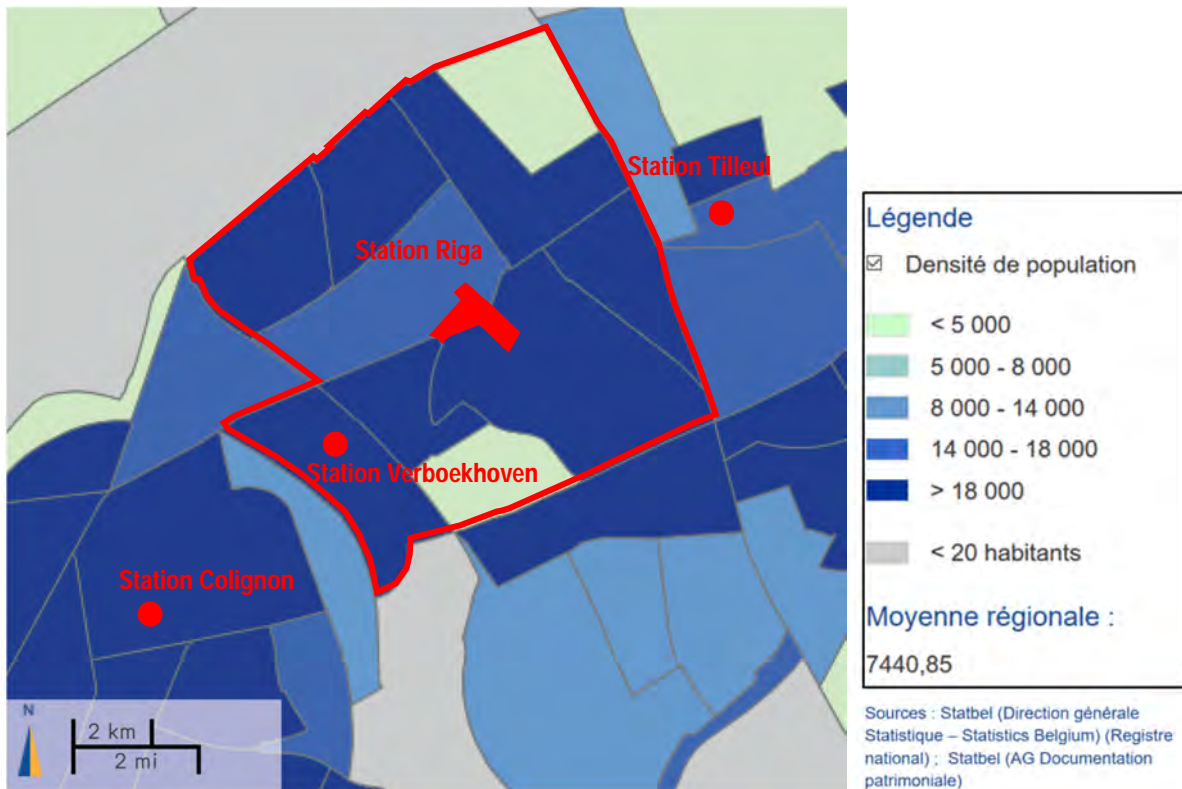 Station Tilleul
Station Riga
Station Verboekhoven
Station Colignon
N
2 km
2 mi
Légende
Densité de population
< 5 000
5 000 - 8 000
8 000 - 14 000
14 000 - 18 000
> 18 000
< 20 habitants
Moyenne régionale :
7440,85
Sources : Statbel (Direction générale
Statistique – Statistics Belgium) (Registre
national) ; Statbel (AG Documentation
patrimoniale)